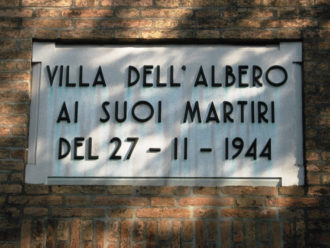 VILLA DELL'ALBERO
AI SUOI MARTIRI
DEL 27 - 11 - 1944